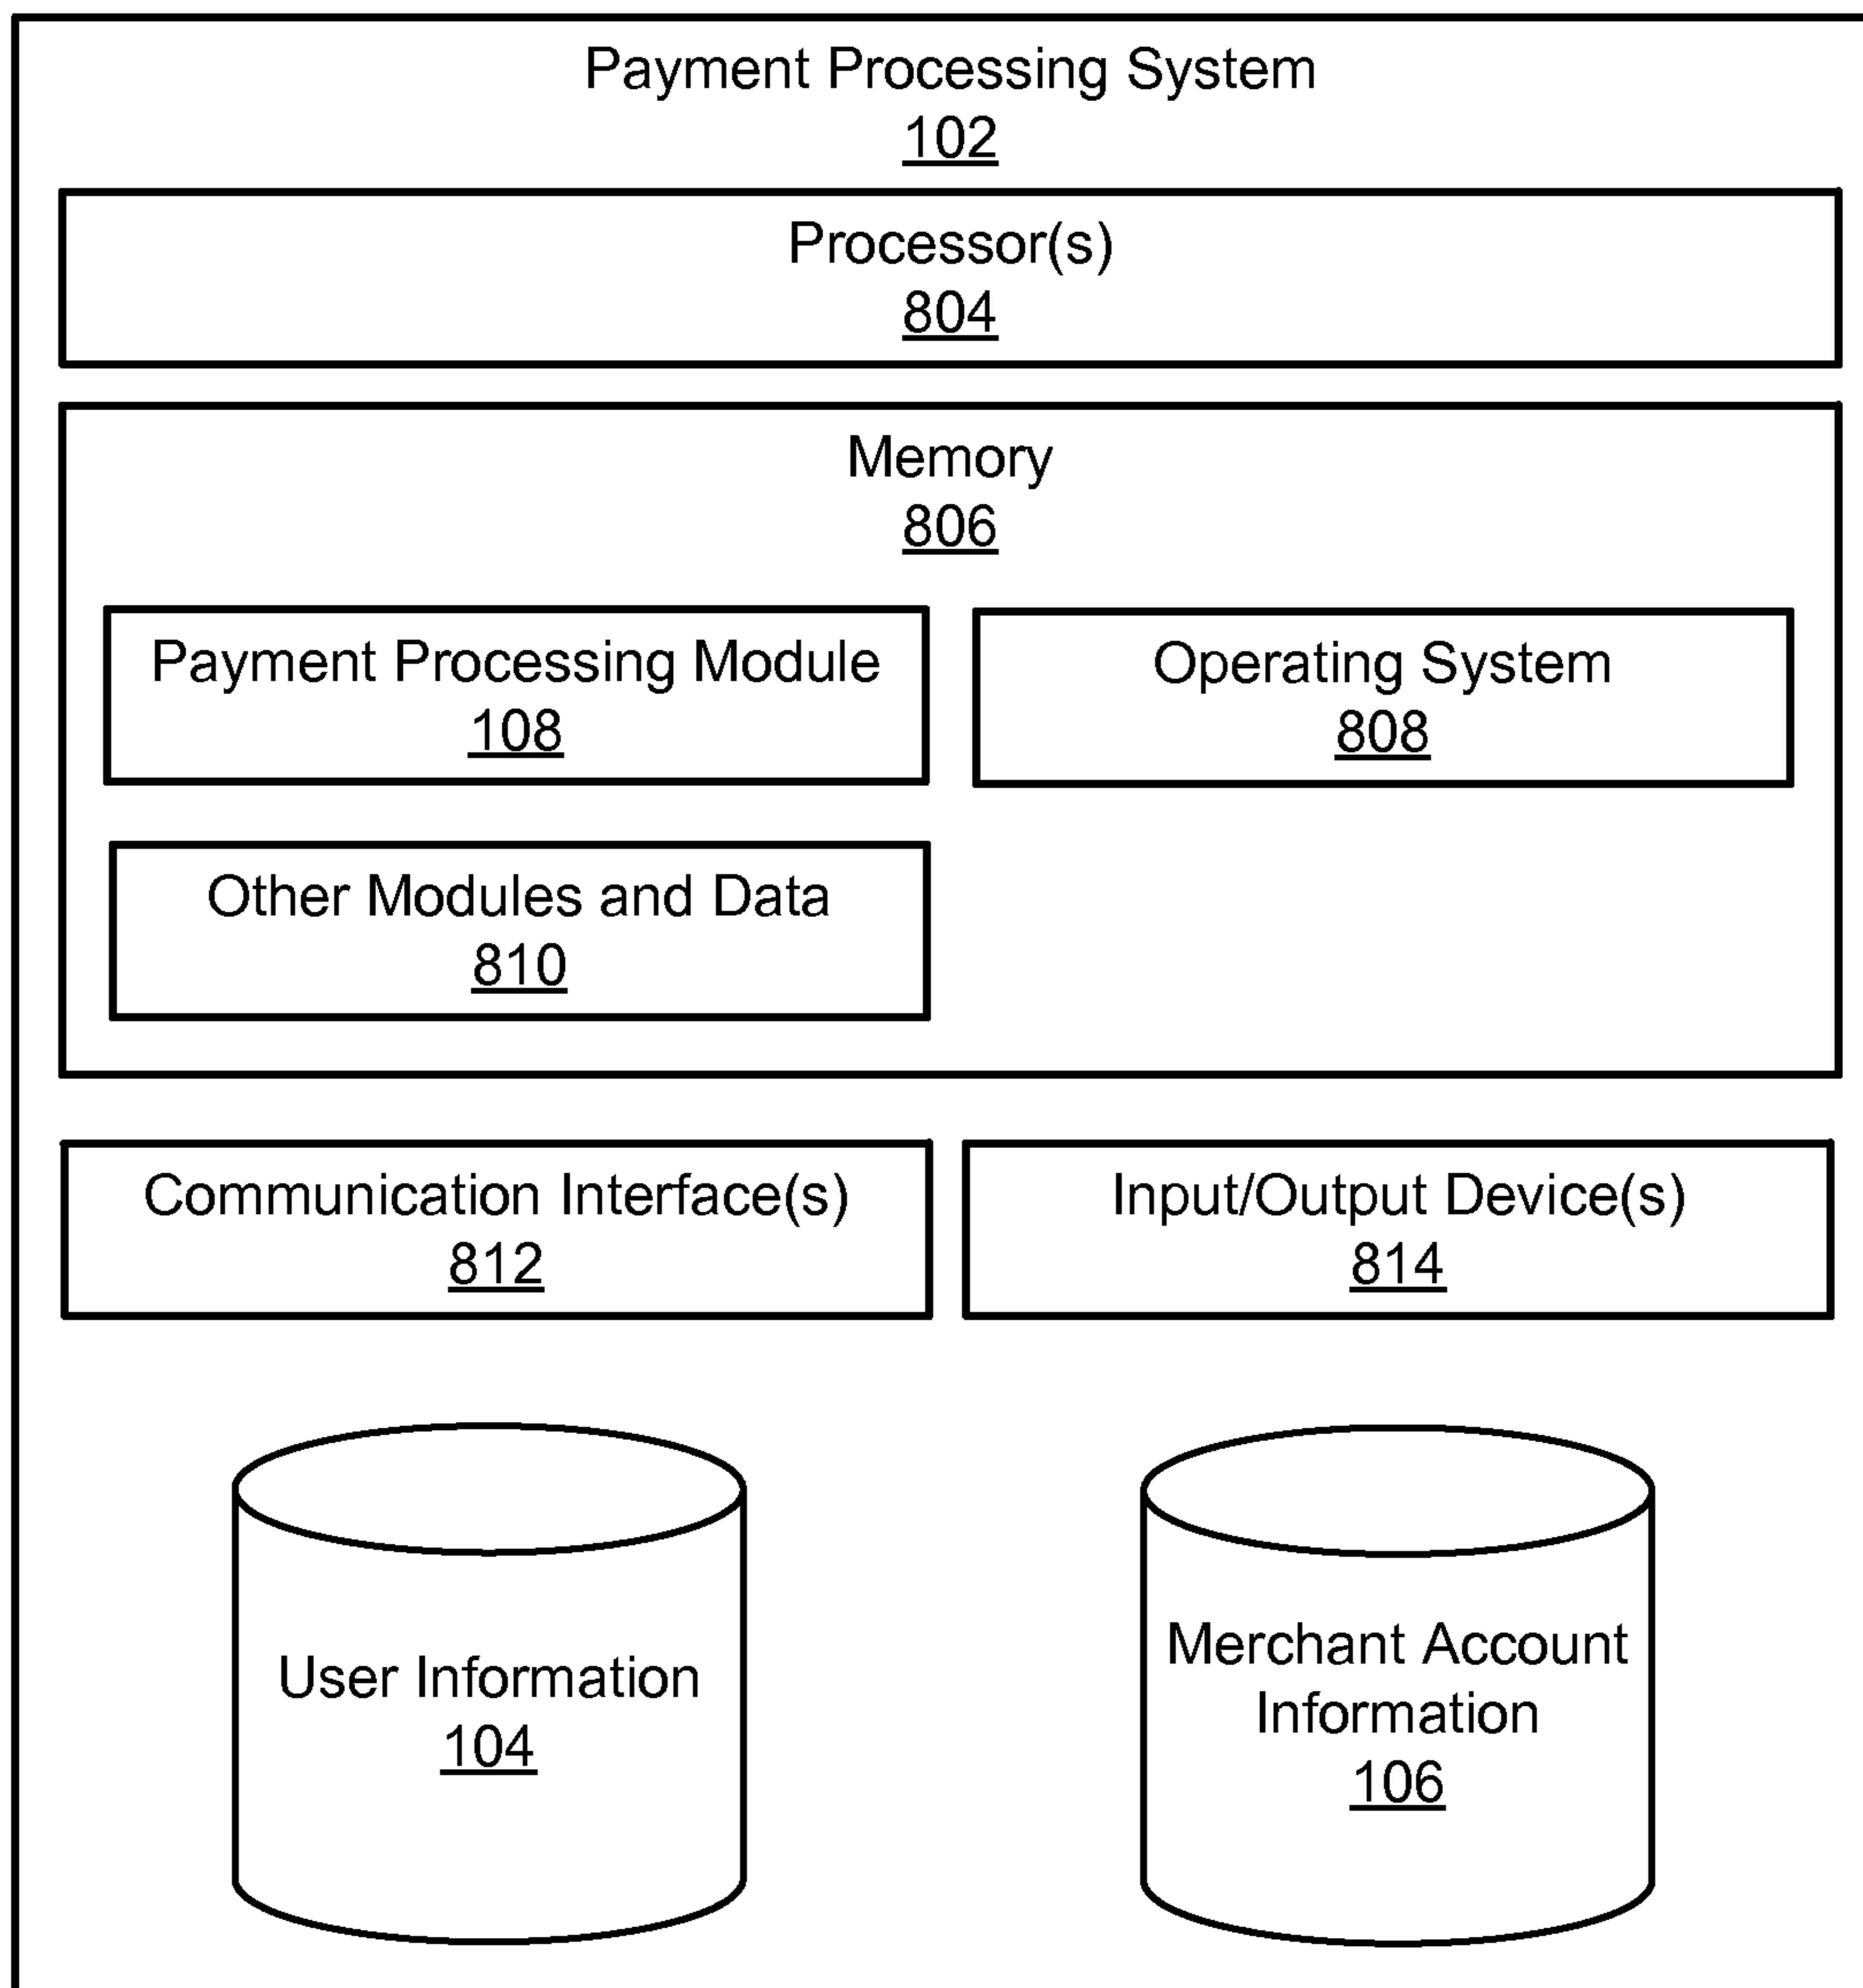 Payment Processing System
102
Processor(s)
804
Memory
806
Payment Processing Module
108
Operating System
808
Other Modules and Data
810
Communication Interface(s)
812
Input/Output Device(s)
814
User Information
104
Merchant Account
Information
106